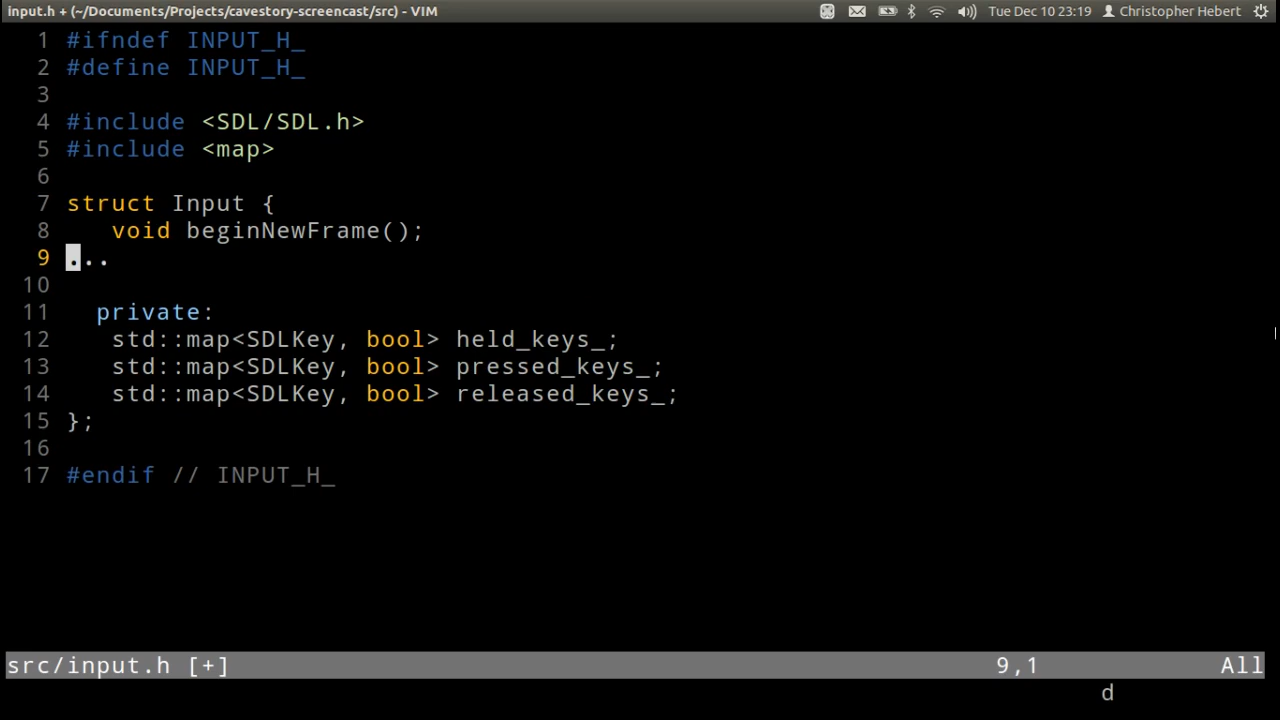 input.h + (~/Documents/Projects/cavestory-screencast/src) - VIM Tue Dec 10 23:19 Christopher Hebert
1 #ifndef INPUT_H_
2 #define INPUT_H_
3
4 #include <SDL/SDL.h>
5 #include <map>
6
7 struct Input {
8    void beginNewFrame();
9 ...
10
11   private:
12    std::map<SDLKey, bool> held_keys_;
13    std::map<SDLKey, bool> pressed_keys_;
14    std::map<SDLKey, bool> released_keys_;
15 };
16
17 #endif // INPUT_H_
src/input.h [+] 9,1 All
d